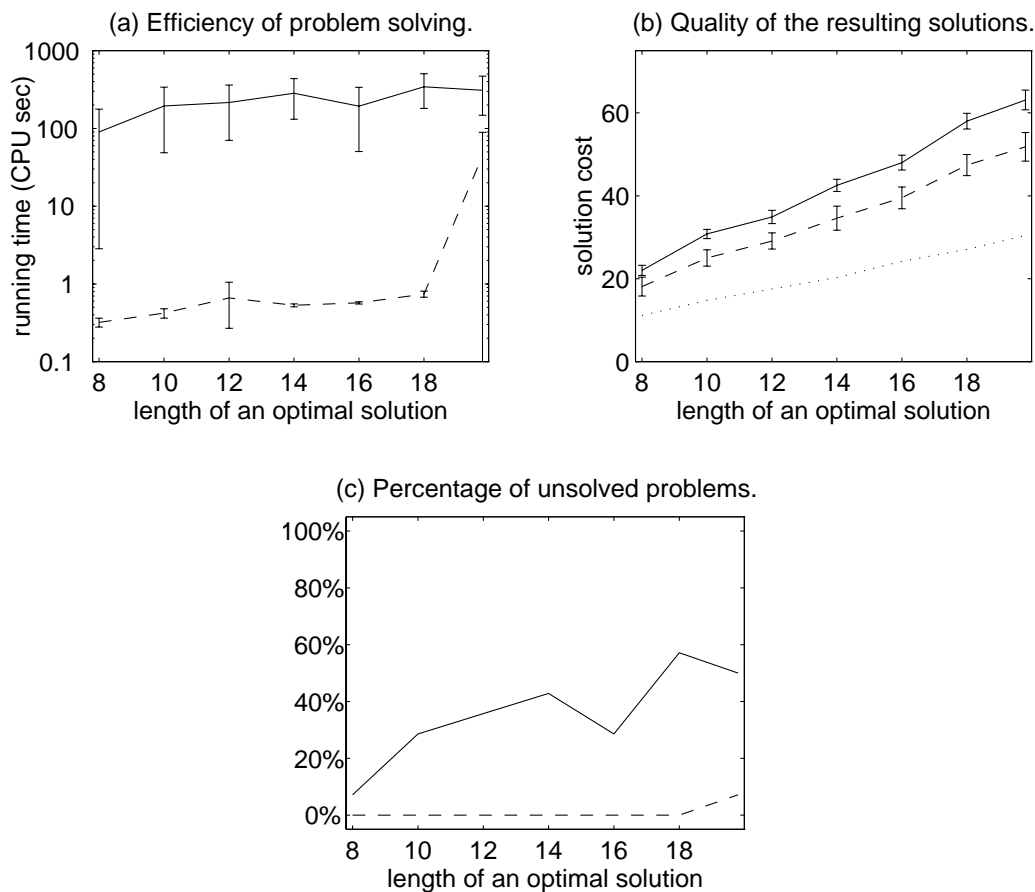 (a) Efficiency of problem solving.
1000
100
10
1
0.1
running time (CPU sec)
8 10 12 14 16 18
length of an optimal solution
(b) Quality of the resulting solutions.
60
40
20
0
solution cost
8 10 12 14 16 18
length of an optimal solution
(c) Percentage of unsolved problems.
100%
80%
60%
40%
20%
0%
8 10 12 14 16 18
length of an optimal solution